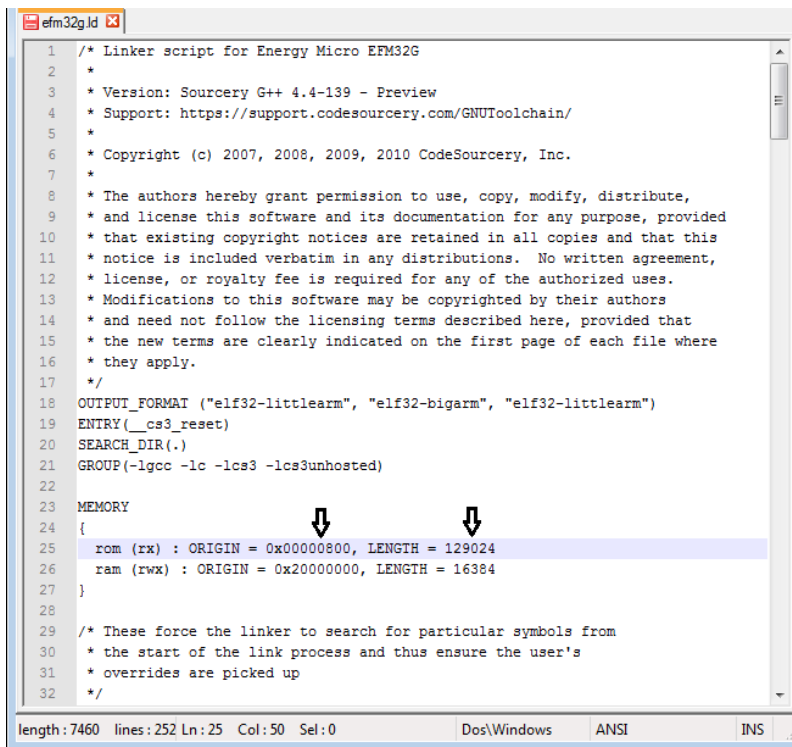 efm32g.ld
1 /* Linker script for Energy Micro EFM32G
2  *
3  * Version: Sourcery G++ 4.4-139 - Preview
4  * Support: https://support.codesourcery.com/GNUToolchain/
5  *
6  * Copyright (c) 2007, 2008, 2009, 2010 CodeSourcery, Inc.
7  *
8  * The authors hereby grant permission to use, copy, modify, distribute,
9  * and license this software and its documentation for any purpose, provided
10  * that existing copyright notices are retained in all copies and that this
11  * notice is included verbatim in any distributions.  No written agreement,
12  * license, or royalty fee is required for any of the authorized uses.
13  * Modifications to this software may be copyrighted by their authors
14  * and need not follow the licensing terms described here, provided that
15  * the new terms are clearly indicated on the first page of each file where
16  * they apply.
17  */
18 OUTPUT_FORMAT ("elf32-littlearm", "elf32-bigarm", "elf32-littlearm")
19 ENTRY(__cs3_reset)
20 SEARCH_DIR(.)
21 GROUP(-lgcc -lc -lcs3 -lcs3unhosted)
22
23 MEMORY
24 {
25   rom (rx) : ORIGIN = 0x00000800, LENGTH = 129024
26   ram (rwx) : ORIGIN = 0x20000000, LENGTH = 16384
27 }
28
29 /* These force the linker to search for particular symbols from
30  * the start of the link process and thus ensure the user's
31  * overrides are picked up
32  */
length : 7460 lines : 252 Ln : 25 Col : 50 Sel : 0 Dos\Windows ANSI INS